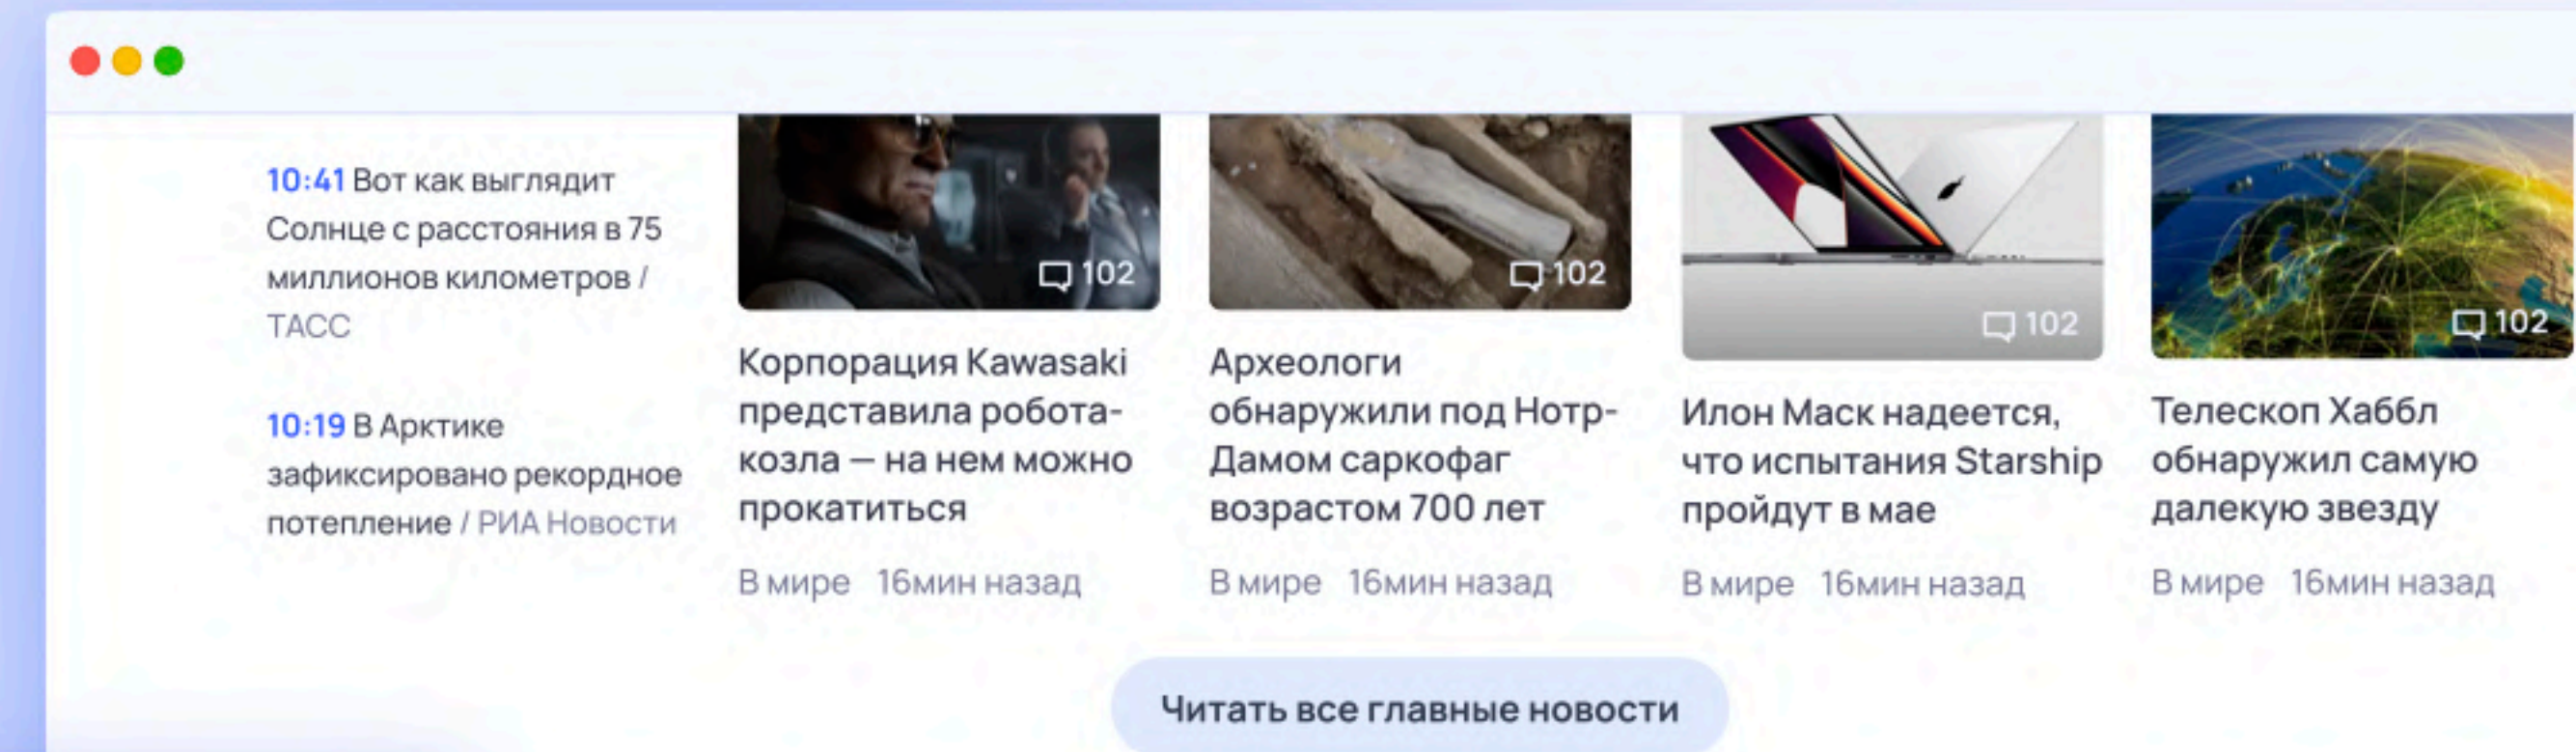 10:41 Вот как выглядит
Солнце с расстояния в 75
миллионов километров /
ТАСС
10:19 В Арктике
зафиксировано рекордное
потепление / РИА Новости
102
Корпорация Kawasaki
представила робота-
козла — на нем можно
прокатиться
В мире 16мин назад
102
Археологи
обнаружили под Нотр-
Дамом саркофаг
возрастом 700 лет
В мире 16мин назад
102
Илон Маск надеется,
что испытания Starship
пройдут в мае
В мире 16мин назад
102
Телескоп Хаббл
обнаружил самую
далекую звезду
В мире 16мин назад
Читать все главные новости